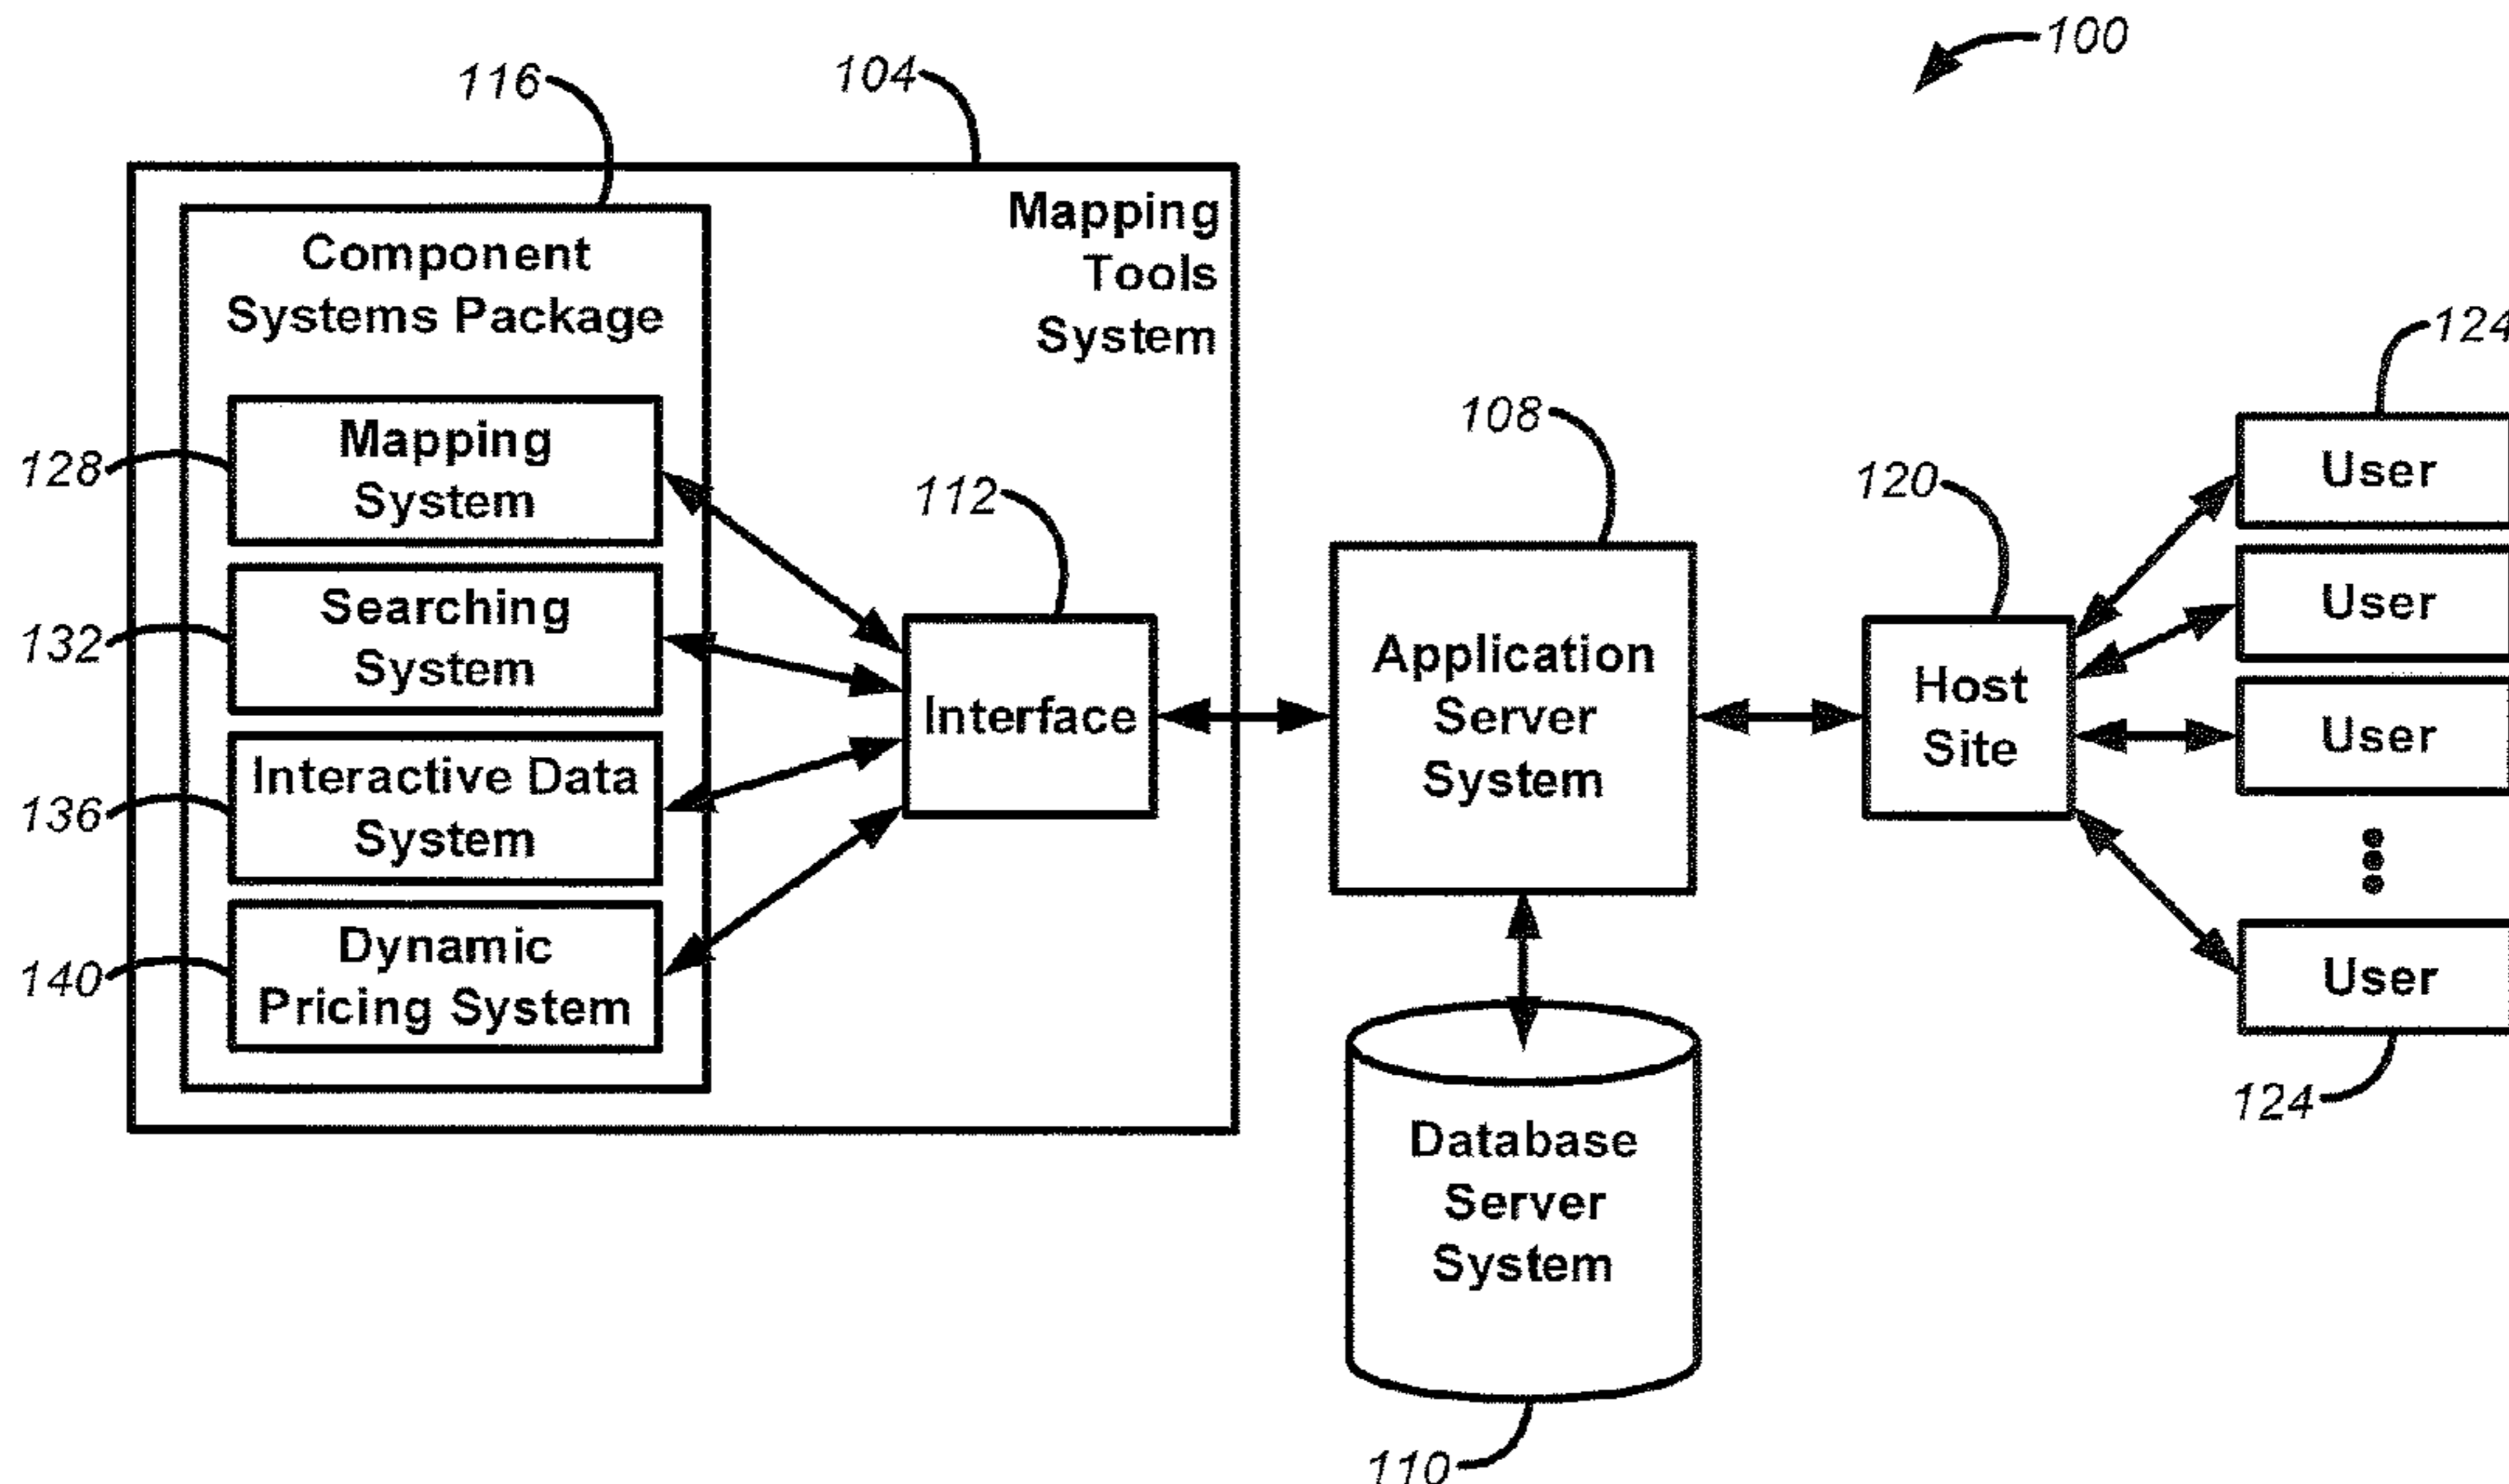 100
116
104
Mapping
Tools
System
Component
Systems Package
128
Mapping
System
132
Searching
System
136
Interactive Data
System
140
Dynamic
Pricing System
112
Interface
108
Application
Server
System
Database
Server
System
110
120
Host
Site
124
User
User
User
User
124